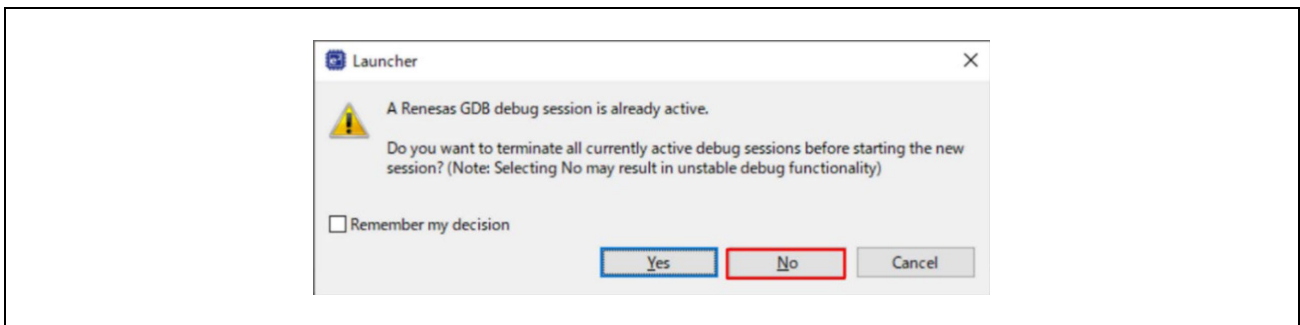 Launcher
A Renesas GDB debug session is already active.
Do you want to terminate all currently active debug sessions before starting the new
session? (Note: Selecting No may result in unstable debug functionality)
Remember my decision
Yes No Cancel